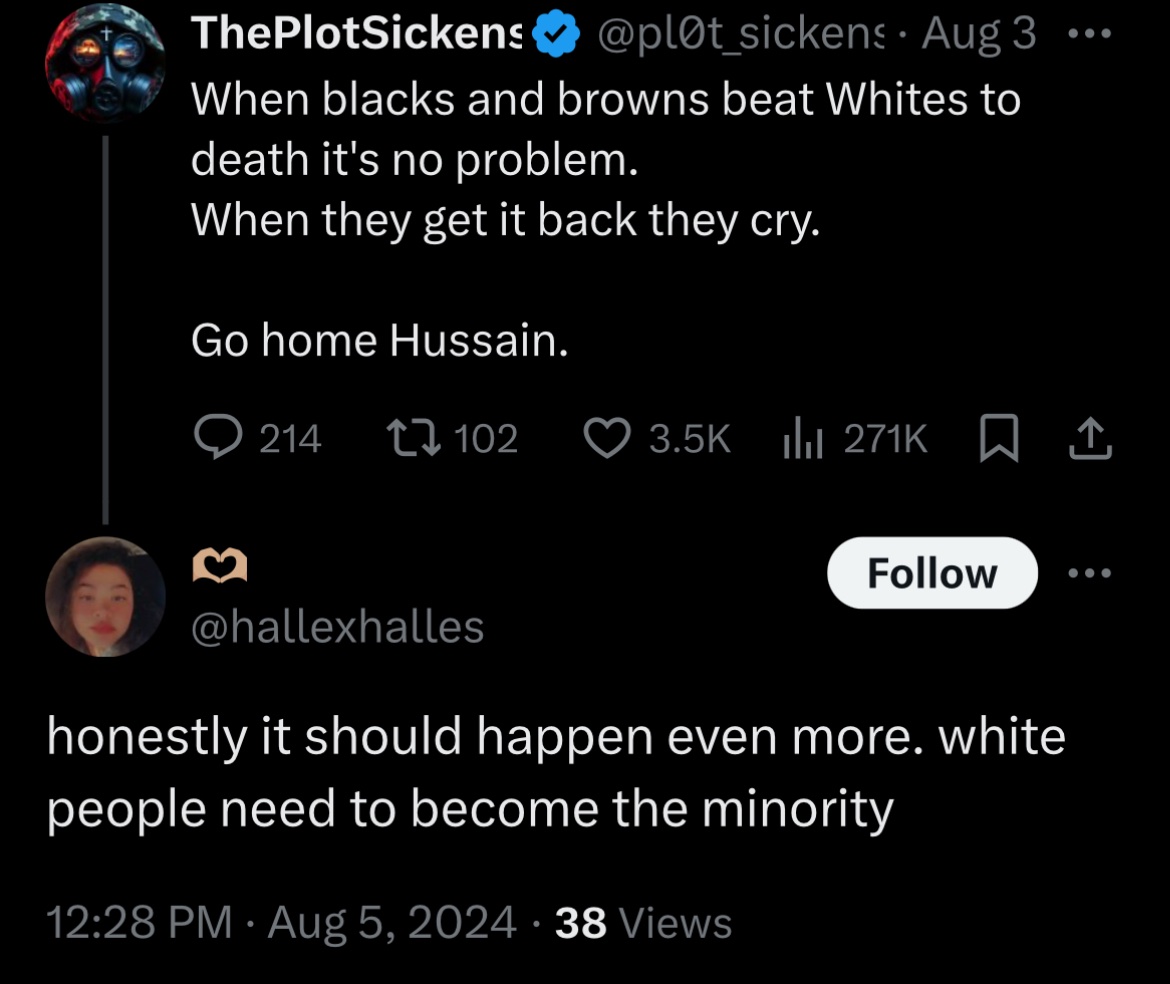 ThePlotSickens @pl0t_sickens · Aug 3
When blacks and browns beat Whites to
death it's no problem.
When they get it back they cry.
Go home Hussain.
214 102 3.5K 271K
Follow
@hallexhalles
honestly it should happen even more. white
people need to become the minority
12:28 PM · Aug 5, 2024 · 38 Views